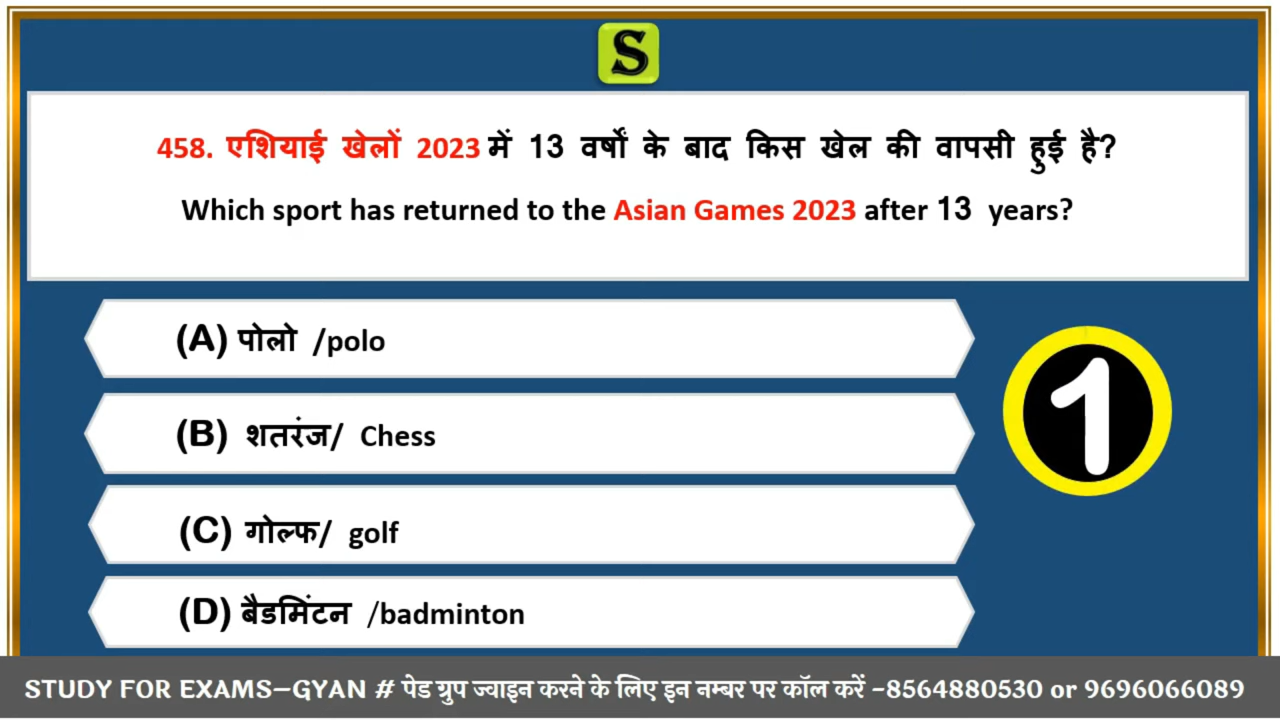 S
458. एशियाई खेलों 2023 में 13 वर्षों के बाद किस खेल की वापसी हुई है?
Which sport has returned to the Asian Games 2023 after 13 years?
(A) पोलो /polo
(B) शतरंज/ Chess
1
(C) गोल्फ/ golf
(D) बैडमिंटन /badminton
STUDY FOR EXAMS–GYAN # पेड ग्रुप ज्वाइन करने के लिए इन नम्बर पर कॉल करें –8564880530 or 9696066089